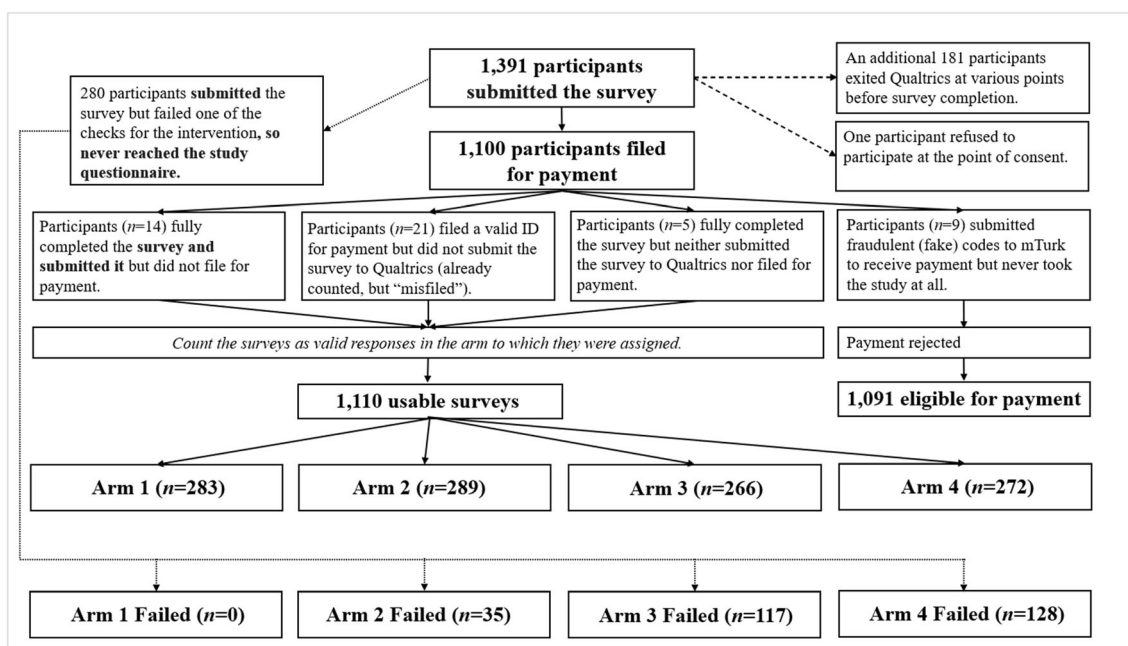 1,391 participants
submitted the survey
An additional 181 participants
exited Qualtrics at various points
before survey completion.
280 participants submitted the
survey but failed one of the
checks for the intervention, so
never reached the study
questionnaire.
One participant refused to
participate at the point of consent.
1,100 participants filed
for payment
Participants (n=14) fully
completed the survey and
submitted it but did not file for
payment.
Participants (n=21) filed a valid ID
for payment but did not submit the
survey to Qualtrics (already
counted, but “misfiled”).
Participants (n=5) fully completed
the survey but neither submitted
the survey to Qualtrics nor filed for
payment.
Participants (n=9) submitted
fraudulent (fake) codes to mTurk
to receive payment but never took
the study at all.
Count the surveys as valid responses in the arm to which they were assigned.
Payment rejected
1,110 usable surveys
1,091 eligible for payment
Arm 1 (n=283)
Arm 2 (n=289)
Arm 3 (n=266)
Arm 4 (n=272)
Arm 1 Failed (n=0)
Arm 2 Failed (n=35)
Arm 3 Failed (n=117)
Arm 4 Failed (n=128)